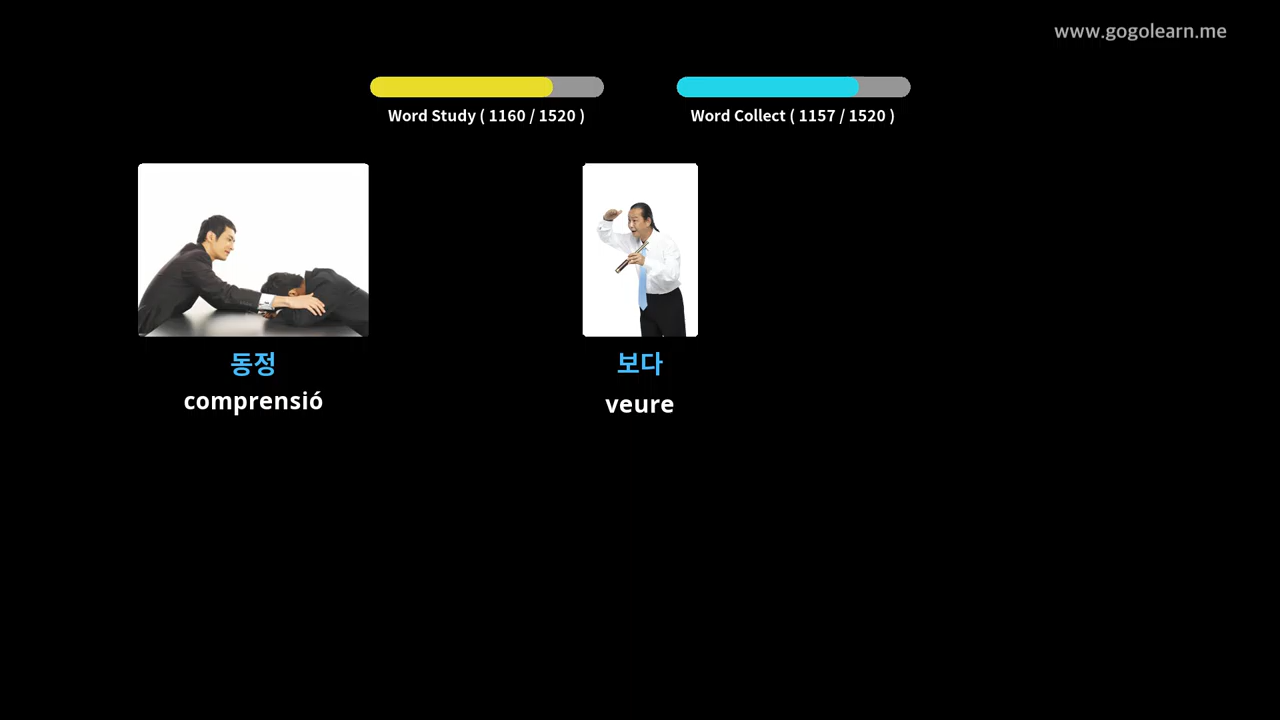 www.gogolearn.me
Word Study ( 1160 / 1520 )
Word Collect ( 1157 / 1520 )
동정
comprensió
보다
veure